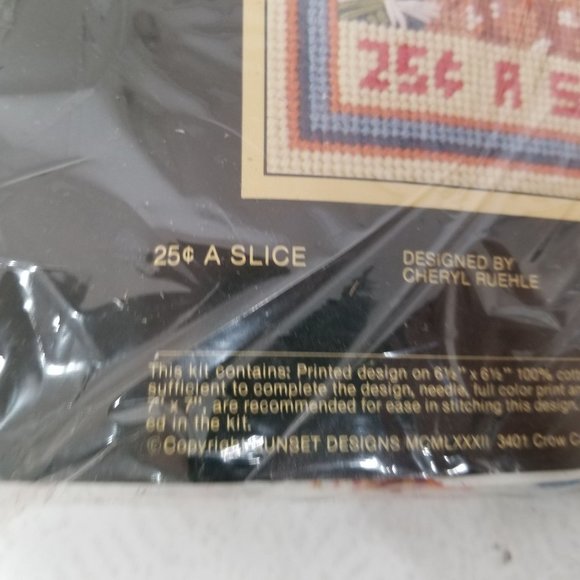 25¢ A S
25¢ A SLICE
DESIGNED BY
CHERYL RUEHLE
This kit contains: Printed design on 6½" x 6½" 100% cot
sufficient to complete the design, needle, full color print a
7" x 7", are recommended for ease in stitching this design,
ed in the kit.
© Copyright SUNSET DESIGNS MCMLXXXII 3401 Crow C